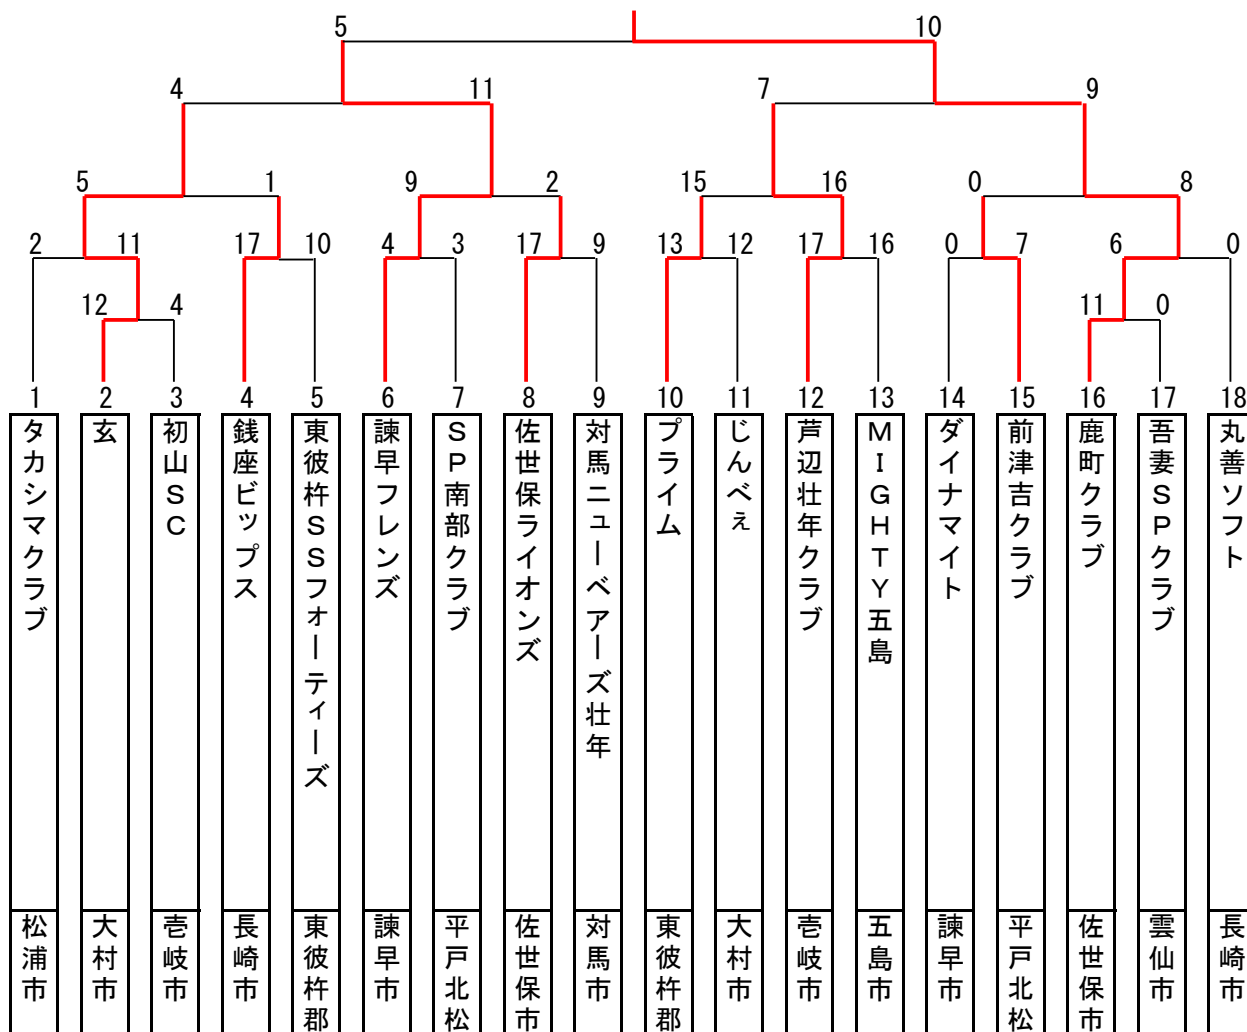 5 10
4 11 7 9
5 1 9 2 15 16 0 8
2 11 17 10 4 3 17 9 13 12 17 16 0 7 6 0
12 4 11 0
1 2 3 4 5 6 7 8 9 10 11 12 13 14 15 16 17 18
タカシマクラブ
玄
初山SC
銭座ビップス
東彼杵SSフォーティーズ
諫早フレンズ
SP南部クラブ
佐世保ライオンズ
対馬ニューベアーズ壮年
プライム
じんべぇ
芦辺壮年クラブ
MIGHTY五島
ダイナマイト
前津吉クラブ
鹿町クラブ
吾妻SPクラブ
丸善ソフト
松浦市
大村市
壱岐市
長崎市
東彼杵郡
諫早市
平戸北松
佐世保市
対馬市
東彼杵郡
大村市
壱岐市
五島市
諫早市
平戸北松
佐世保市
雲仙市
長崎市